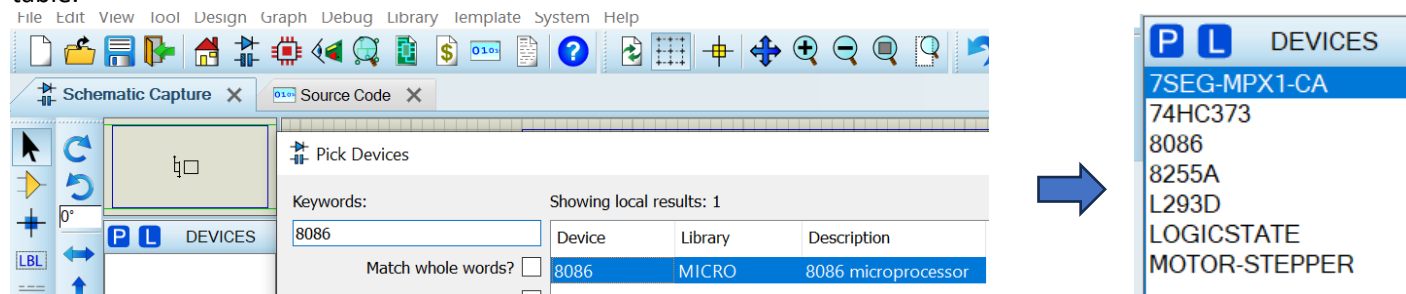 table.
File Edit View Tool Design Graph Debug Library Template System Help
$ 0101 ?
Schematic Capture X 0101 Source Code X
Pick Devices
0°
Keywords:
Showing local results: 1
P L DEVICES
8086
Device Library Description
LBL
Match whole words?
8086 MICRO 8086 microprocessor
P L DEVICES
7SEG-MPX1-CA
74HC373
8086
8255A
L293D
LOGICSTATE
MOTOR-STEPPER